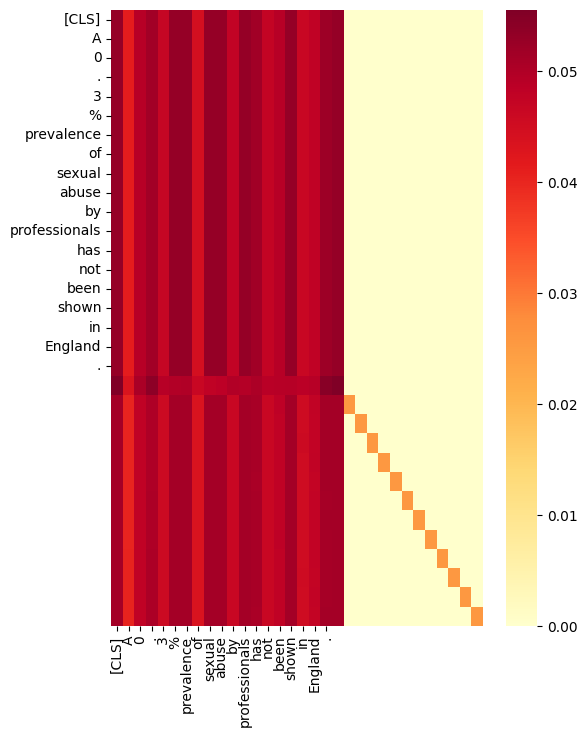 [CLS]
A
0
.
3
%
prevalence
of
sexual
abuse
by
professionals
has
not
been
shown
in
England
.
[CLS]
A
0
.
3
%
prevalence
of
sexual
abuse
by
professionals
has
not
been
shown
in
England
.
0.05
0.04
0.03
0.02
0.01
0.00